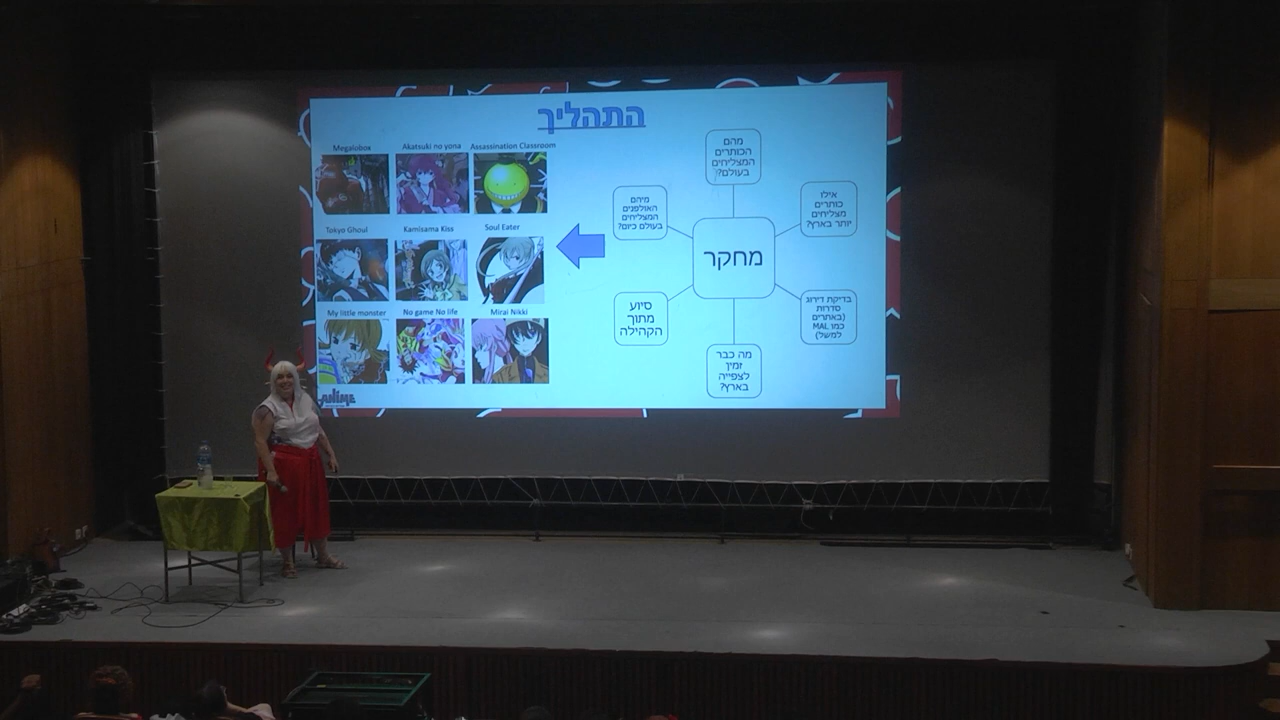 התהליך
Megalobox
Akatsuki no yona
Assassination Classroom
Tokyo Ghoul
Kamisama Kiss
Soul Eater
My little monster
No game No life
Mirai Nikki
ANIME
מהם
הכותרים
המצליחים
בעולם?
אילו
כותרים
מצליחים
יותר בארץ?
מיהם
האולפנים
המצליחים
בעולם כיום?
מחקר
בדיקת דירוג
סדרות
(באתרים
כמו MAL
למשל)
סיוע
מתוך
הקהילה
מה כבר
זמין
לצפייה
בארץ?